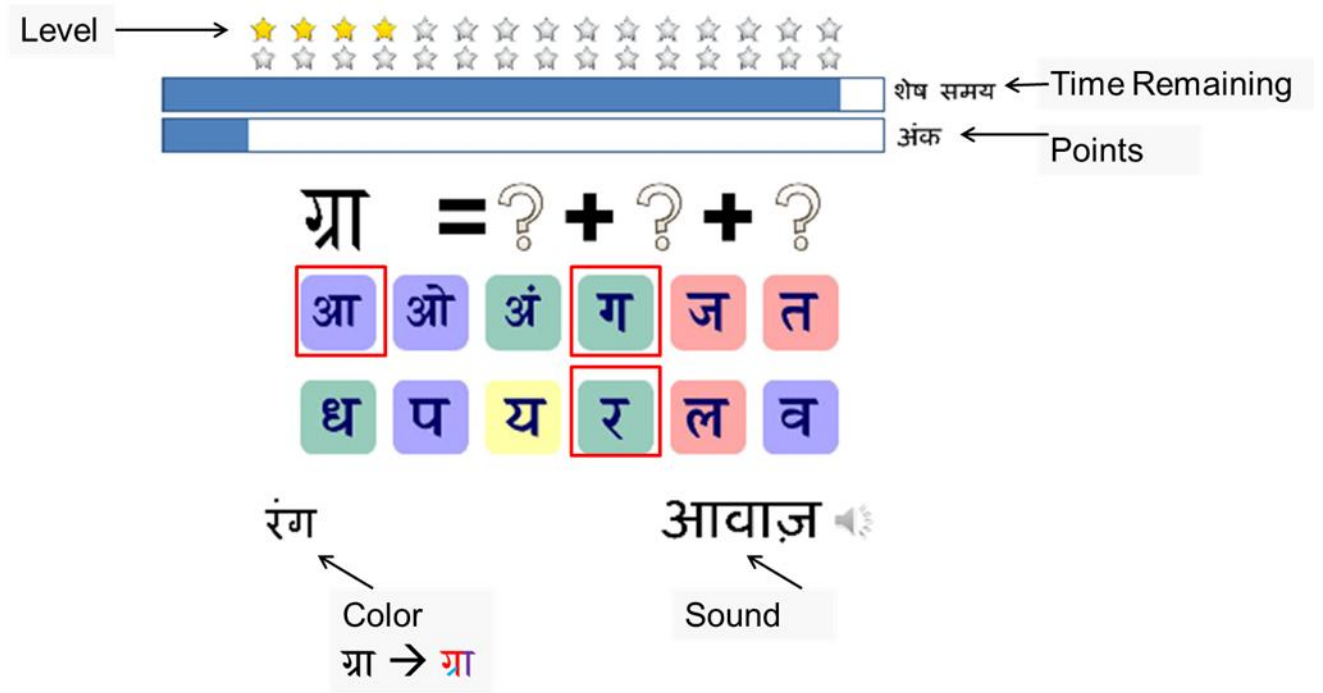 Level
शेष समय
Time Remaining
अंक
Points
ग्रा = ? + ? + ?
आ ओ अं ग ज त
ध प य र ल व
रंग
आवाज़
Color
ग्रा → ग्रा
Sound